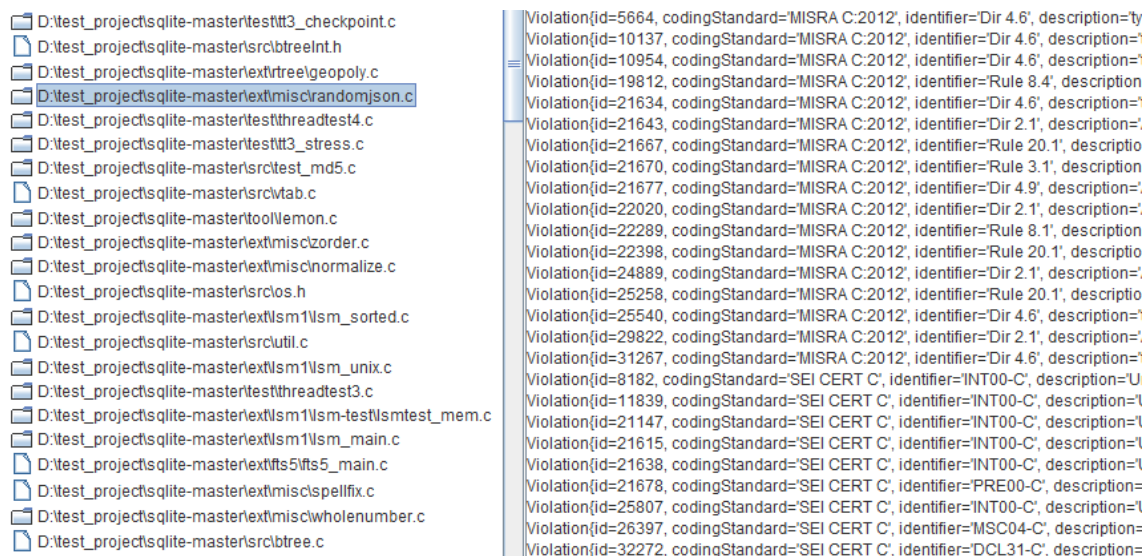 D:\test_project\sqlite-master\test\tt3_checkpoint.c
D:\test_project\sqlite-master\src\btreeInt.h
D:\test_project\sqlite-master\ext\rtree\geopoly.c
D:\test_project\sqlite-master\ext\misc\randomjson.c
D:\test_project\sqlite-master\test\threadtest4.c
D:\test_project\sqlite-master\test\tt3_stress.c
D:\test_project\sqlite-master\src\test_md5.c
D:\test_project\sqlite-master\src\vtab.c
D:\test_project\sqlite-master\tool\lemon.c
D:\test_project\sqlite-master\ext\misc\zorder.c
D:\test_project\sqlite-master\ext\misc\normalize.c
D:\test_project\sqlite-master\src\os.h
D:\test_project\sqlite-master\ext\lsm1\lsm_sorted.c
D:\test_project\sqlite-master\src\util.c
D:\test_project\sqlite-master\ext\lsm1\lsm_unix.c
D:\test_project\sqlite-master\test\threadtest3.c
D:\test_project\sqlite-master\ext\lsm1\lsm-test\lsmtest_mem.c
D:\test_project\sqlite-master\ext\lsm1\lsm_main.c
D:\test_project\sqlite-master\ext\fts5\fts5_main.c
D:\test_project\sqlite-master\ext\misc\spellfix.c
D:\test_project\sqlite-master\ext\misc\wholenumber.c
D:\test_project\sqlite-master\src\btree.c
Violation{id=5664, codingStandard='MISRA C:2012', identifier='Dir 4.6', description='ty
Violation{id=10137, codingStandard='MISRA C:2012', identifier='Dir 4.6', description='
Violation{id=10954, codingStandard='MISRA C:2012', identifier='Dir 4.6', description='
Violation{id=19812, codingStandard='MISRA C:2012', identifier='Rule 8.4', description
Violation{id=21634, codingStandard='MISRA C:2012', identifier='Dir 4.6', description='
Violation{id=21643, codingStandard='MISRA C:2012', identifier='Dir 2.1', description='
Violation{id=21667, codingStandard='MISRA C:2012', identifier='Rule 20.1', descriptio
Violation{id=21670, codingStandard='MISRA C:2012', identifier='Rule 3.1', description
Violation{id=21677, codingStandard='MISRA C:2012', identifier='Dir 4.9', description='
Violation{id=22020, codingStandard='MISRA C:2012', identifier='Dir 2.1', description='
Violation{id=22289, codingStandard='MISRA C:2012', identifier='Rule 8.1', description
Violation{id=22398, codingStandard='MISRA C:2012', identifier='Rule 20.1', descriptio
Violation{id=24889, codingStandard='MISRA C:2012', identifier='Dir 2.1', description='
Violation{id=25258, codingStandard='MISRA C:2012', identifier='Rule 20.1', descriptio
Violation{id=25540, codingStandard='MISRA C:2012', identifier='Dir 4.6', description='
Violation{id=29822, codingStandard='MISRA C:2012', identifier='Dir 2.1', description='
Violation{id=31267, codingStandard='MISRA C:2012', identifier='Dir 4.6', description='
Violation{id=8182, codingStandard='SEI CERT C', identifier='INT00-C', description='U
Violation{id=11839, codingStandard='SEI CERT C', identifier='INT00-C', description='
Violation{id=21147, codingStandard='SEI CERT C', identifier='INT00-C', description='
Violation{id=21615, codingStandard='SEI CERT C', identifier='INT00-C', description='
Violation{id=21638, codingStandard='SEI CERT C', identifier='INT00-C', description='
Violation{id=21678, codingStandard='SEI CERT C', identifier='PRE00-C', description=
Violation{id=25807, codingStandard='SEI CERT C', identifier='INT00-C', description='
Violation{id=26397, codingStandard='SEI CERT C', identifier='MSC04-C', description=
Violation{id=32272, codingStandard='SEI CERT C', identifier='DCL31-C', description=